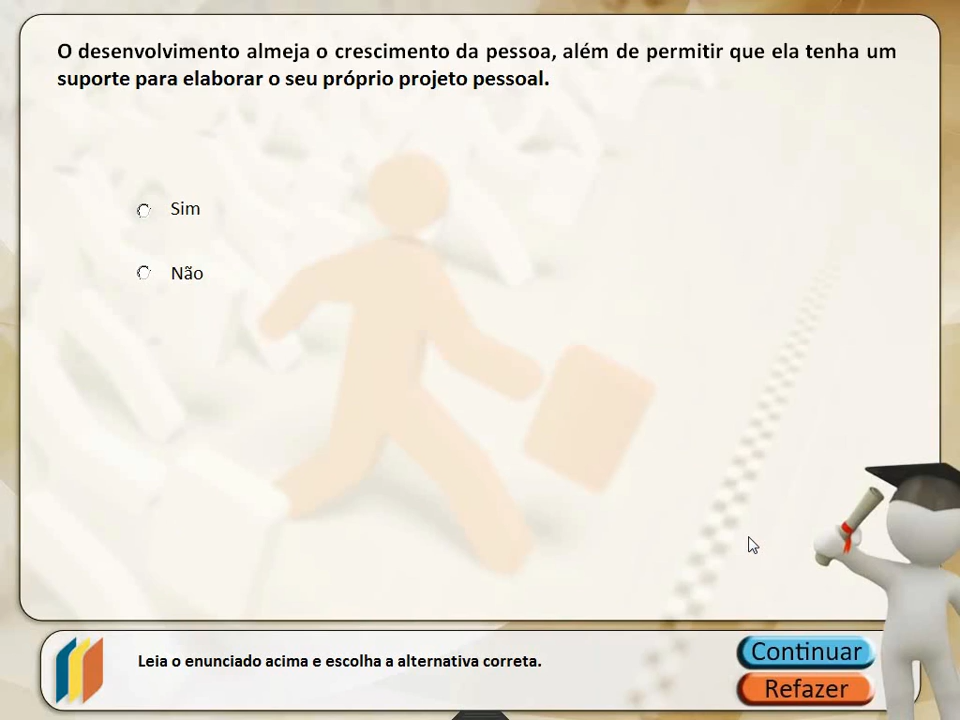 O desenvolvimento almeja o crescimento da pessoa, além de permitir que ela tenha um
suporte para elaborar o seu próprio projeto pessoal.
Sim
Não
Leia o enunciado acima e escolha a alternativa correta.
Continuar
Refazer